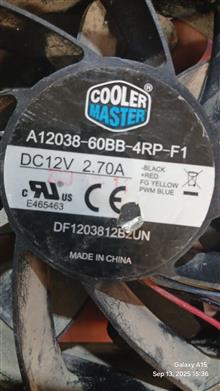 COOLER
MASTER
A12038-60BB-4RP-F1
DC12V 2.70A
-BLACK
+RED
FG YELLOW
PWM BLUE
c RU us
E465463
CE
MADE IN CHINA
Galaxy A15
Sep 13, 2025 15:36